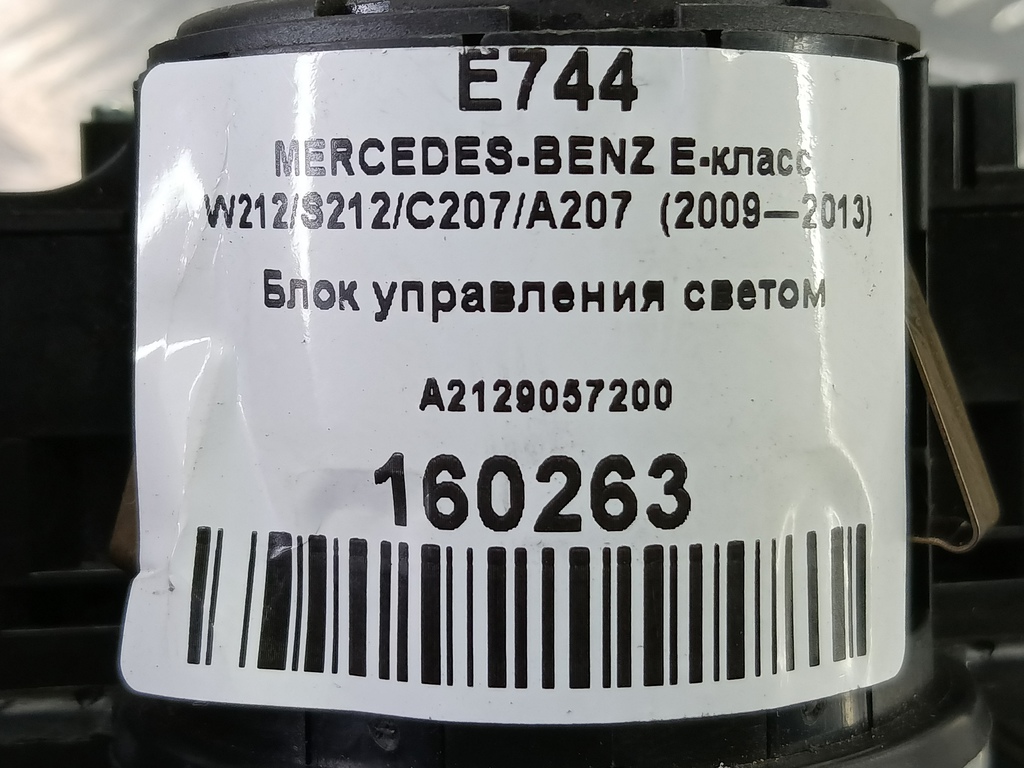 E744
MERCEDES-BENZ E-класс
W212/S212/C207/A207 (2009—2013)
Блок управления светом
A2129057200
160263